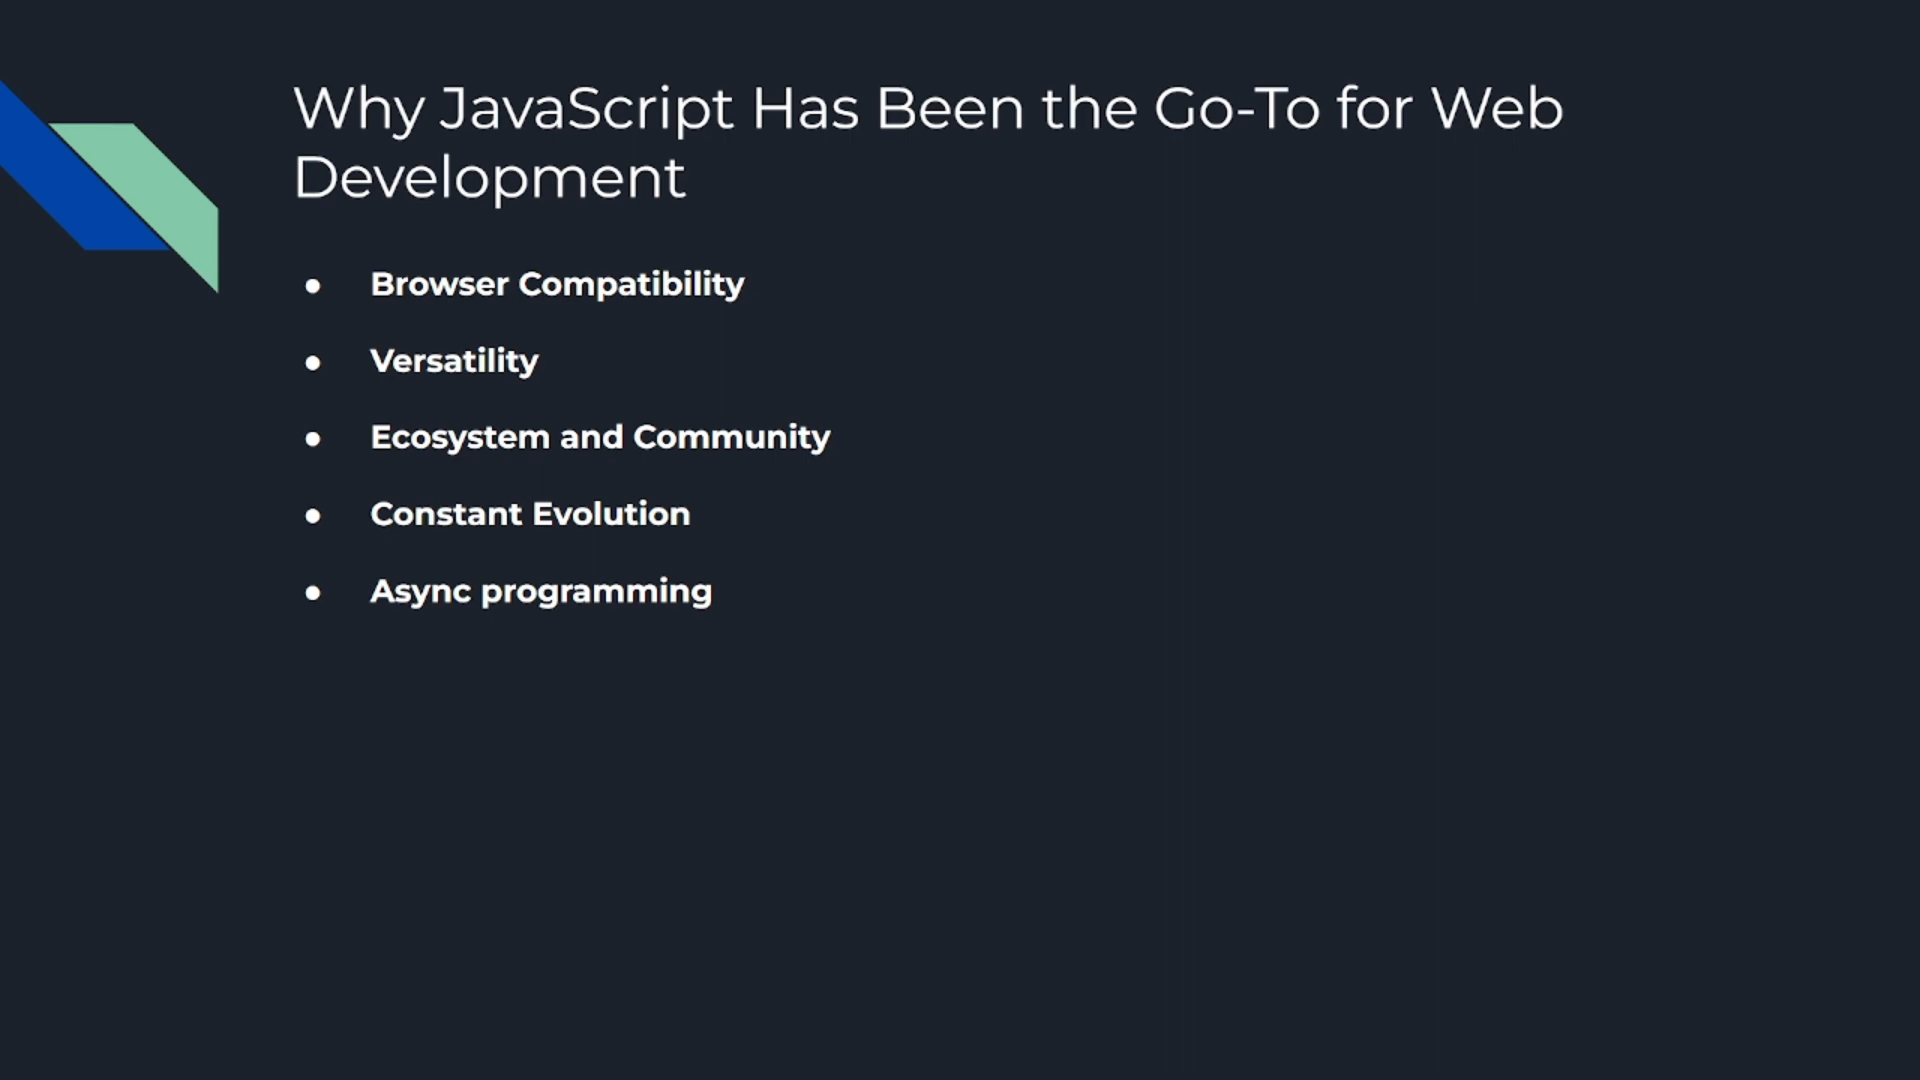 Why JavaScript Has Been the Go-To for Web
Development
● Browser Compatibility
● Versatility
● Ecosystem and Community
● Constant Evolution
● Async programming